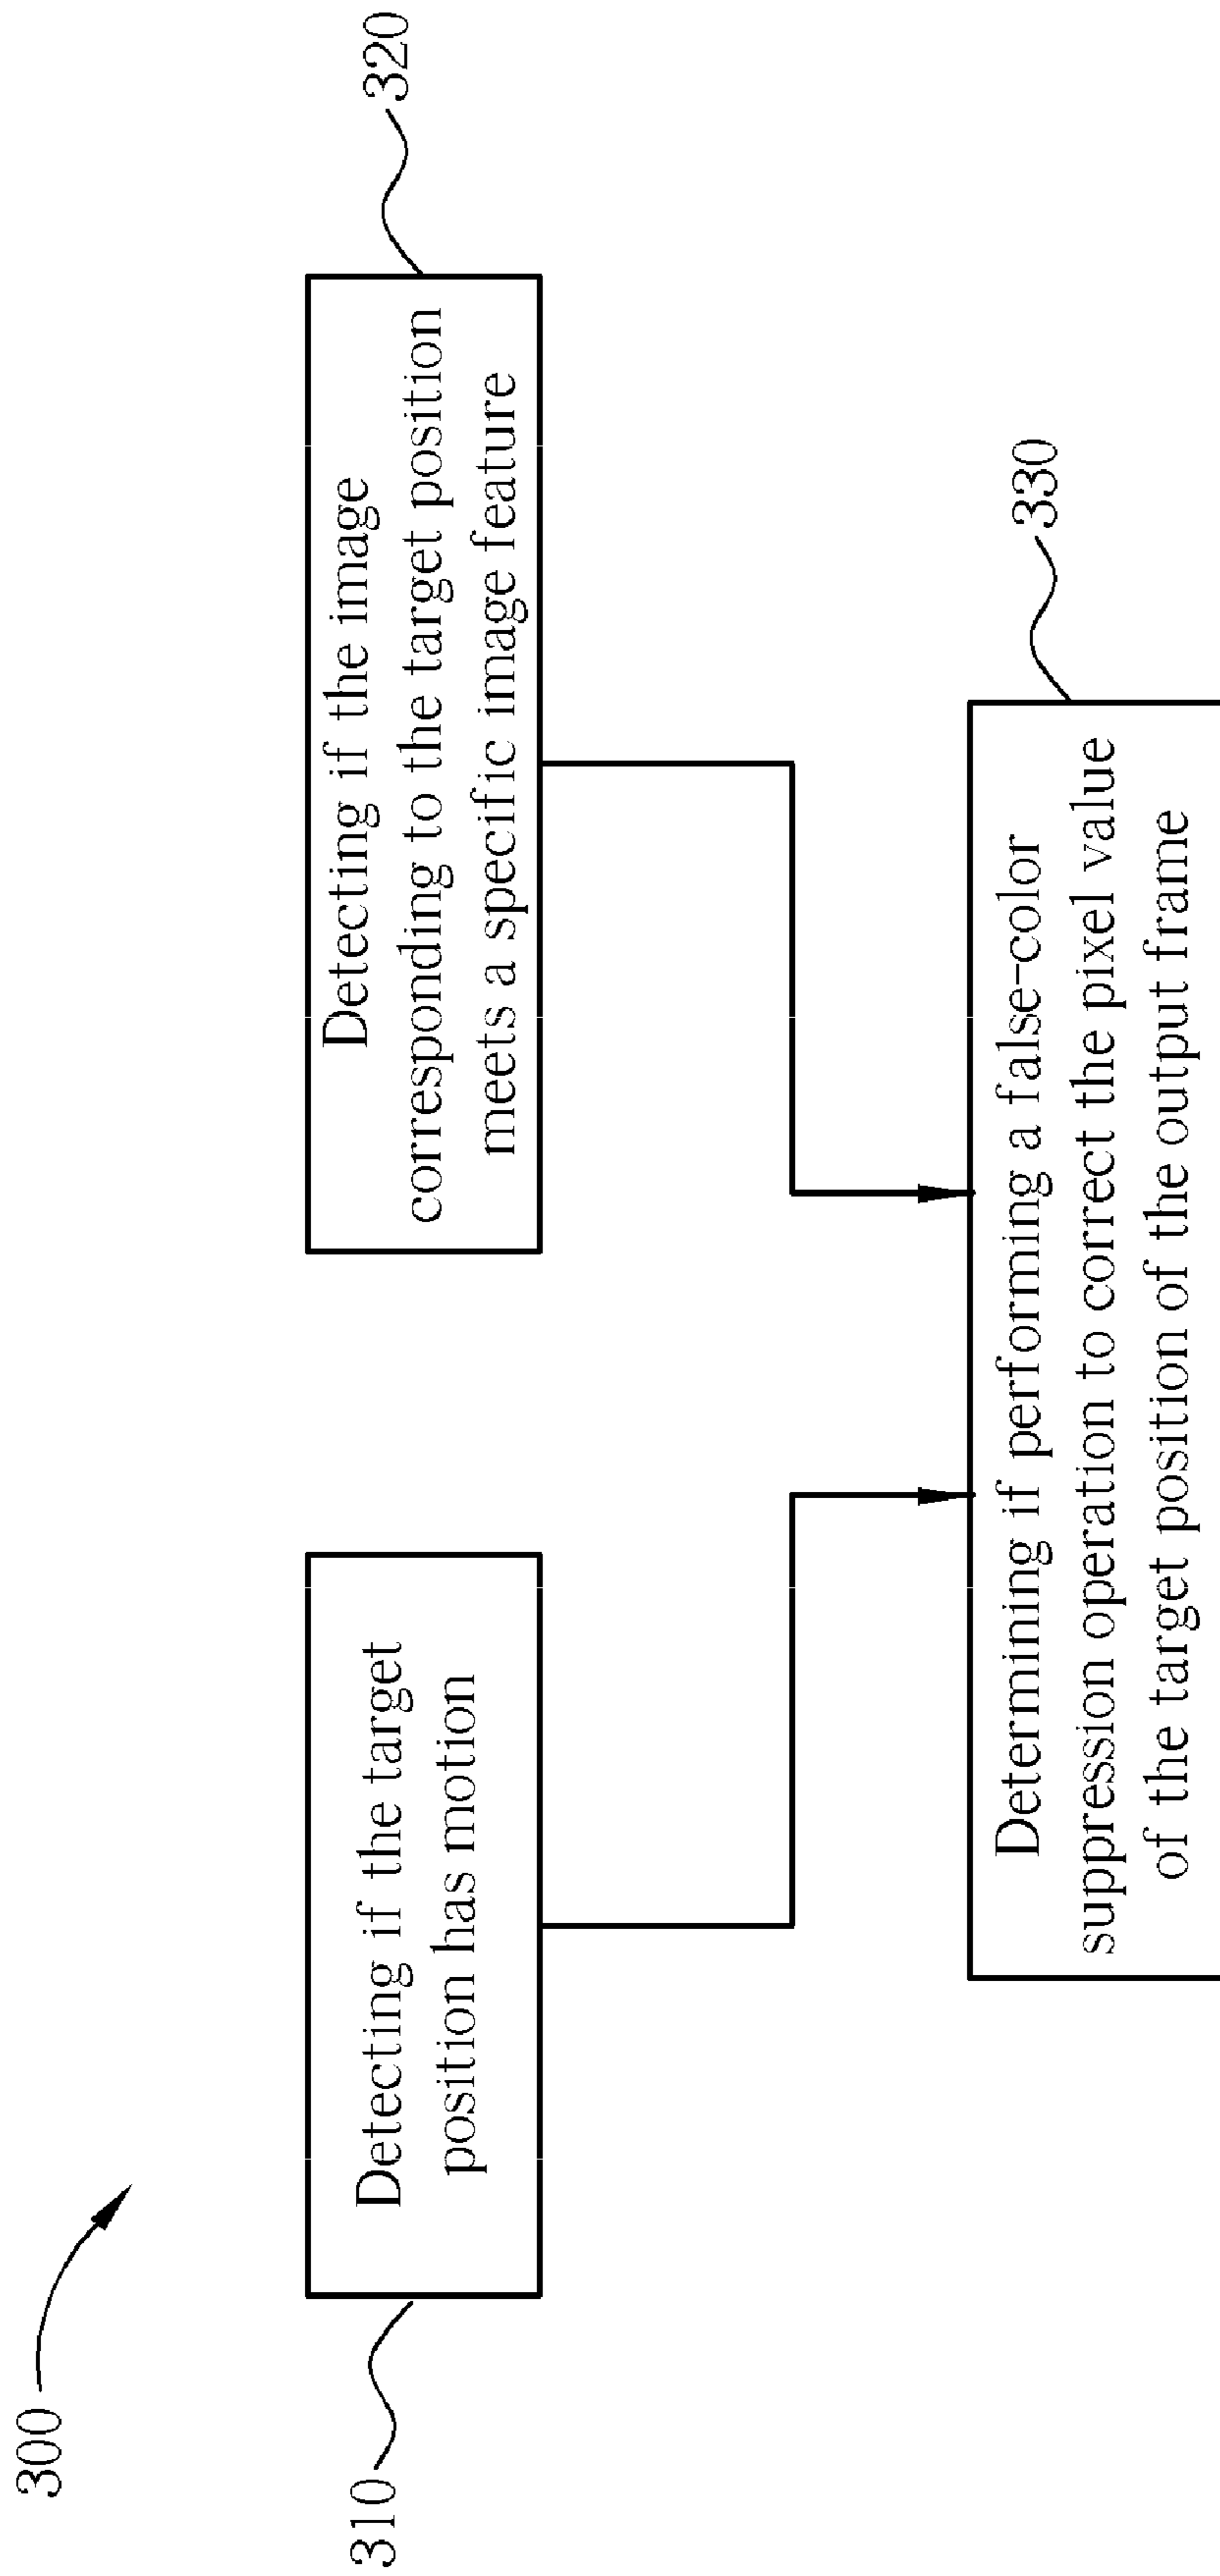 300
310
Detecting if the target
position has motion
320
Detecting if the image
corresponding to the target position
meets a specific image feature
330
Determining if performing a false-color
suppression operation to correct the pixel value
of the target position of the output frame